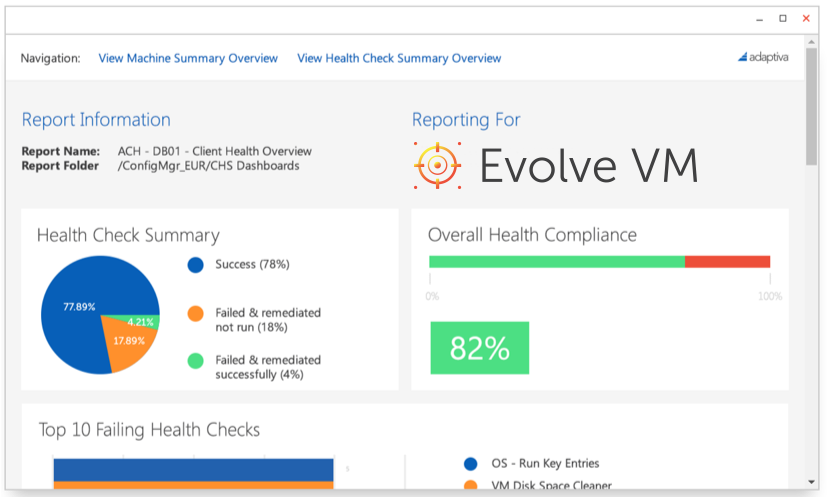 Navigation: View Machine Summary Overview View Health Check Summary Overview
adaptiva
Report Information
Report Name: ACH - DB01 - Client Health Overview
Report Folder /ConfigMgr_EUR/CHS Dashboards
Reporting For
Evolve VM
Health Check Summary
77.89%
4.21%
17.89%
Success (78%)
Failed & remediated
not run (18%)
Failed & remediated
successfully (4%)
Overall Health Compliance
0% 100%
82%
Top 10 Failing Health Checks
5
OS - Run Key Entries
VM Disk Space Cleaner